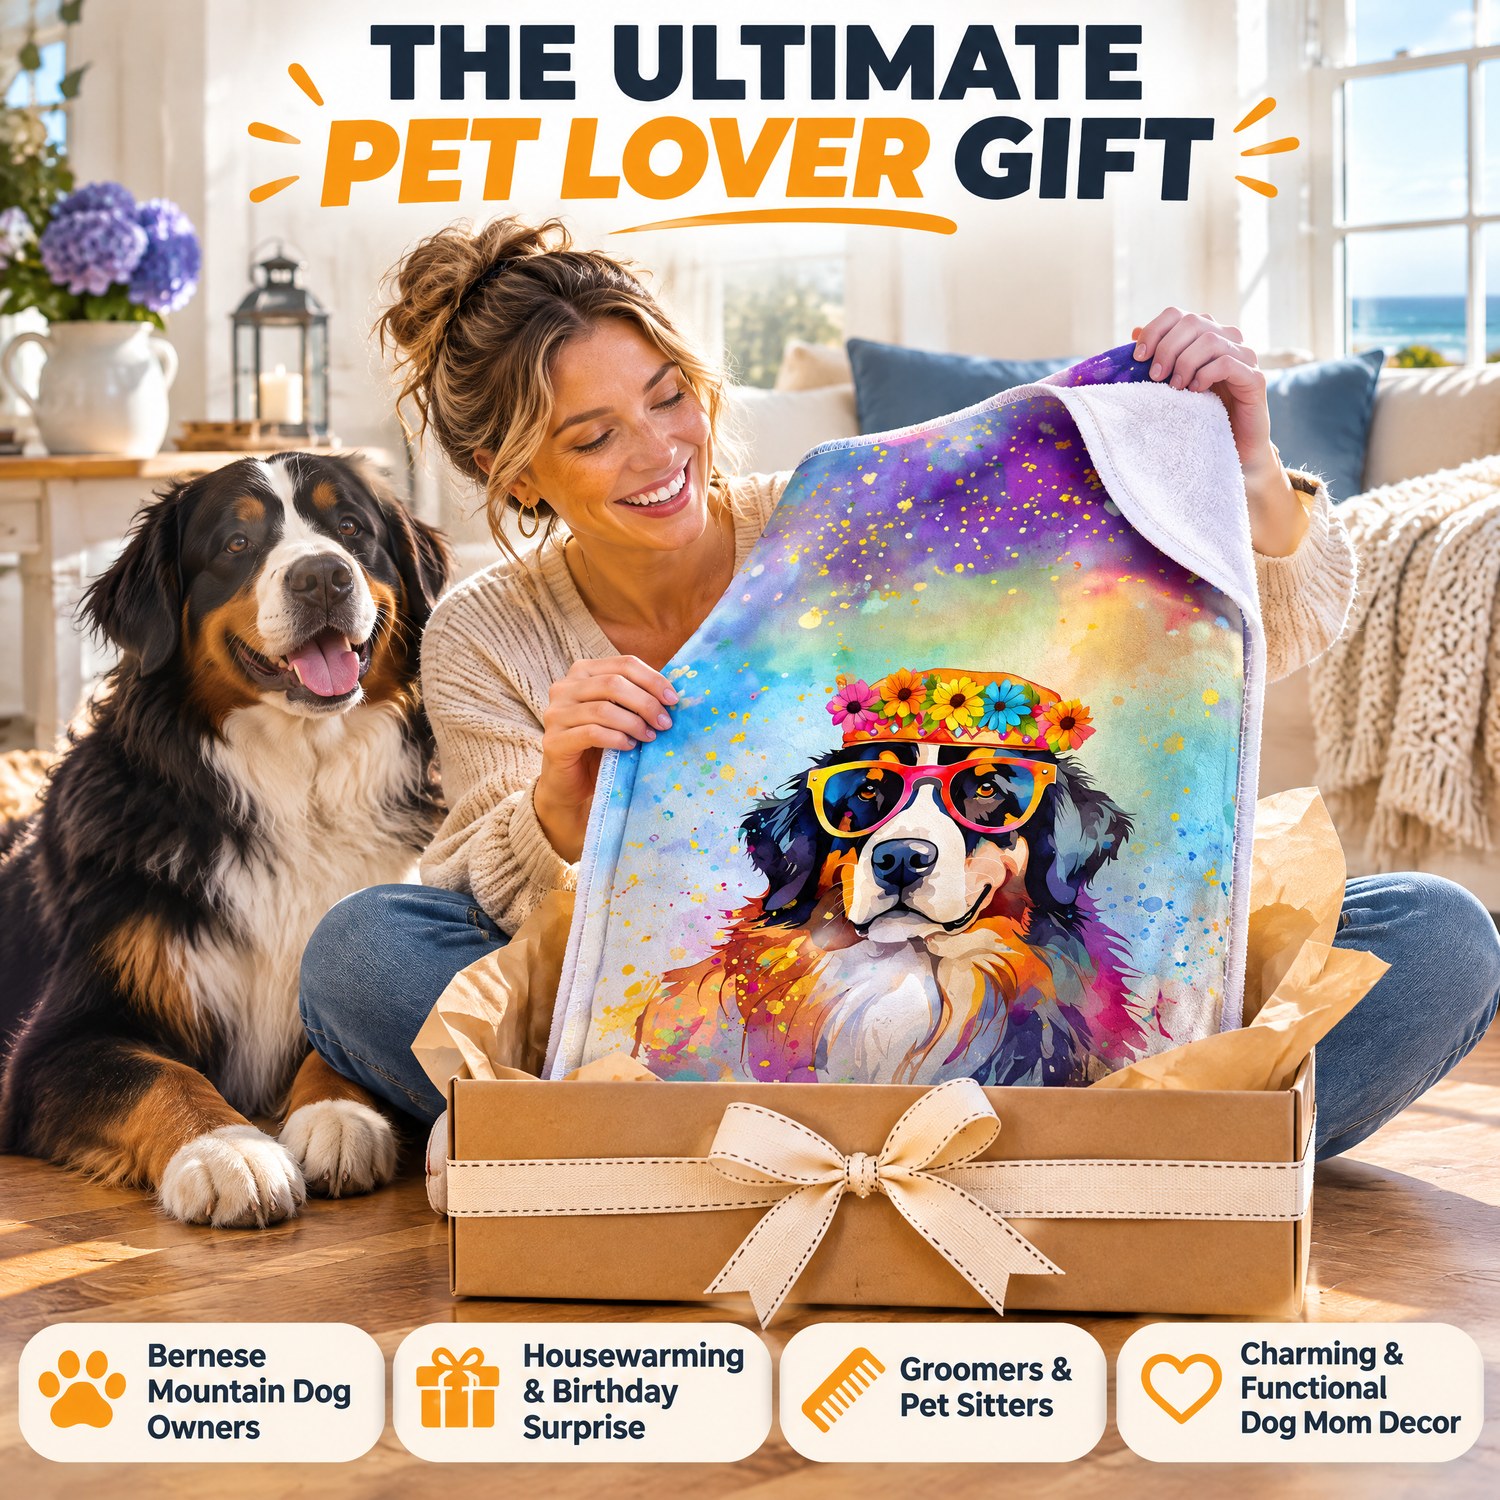 THE ULTIMATE
PET LOVER GIFT
Bernese
Mountain Dog
Owners
Housewarming
& Birthday
Surprise
Groomers &
Pet Sitters
Charming &
Functional
Dog Mom Decor